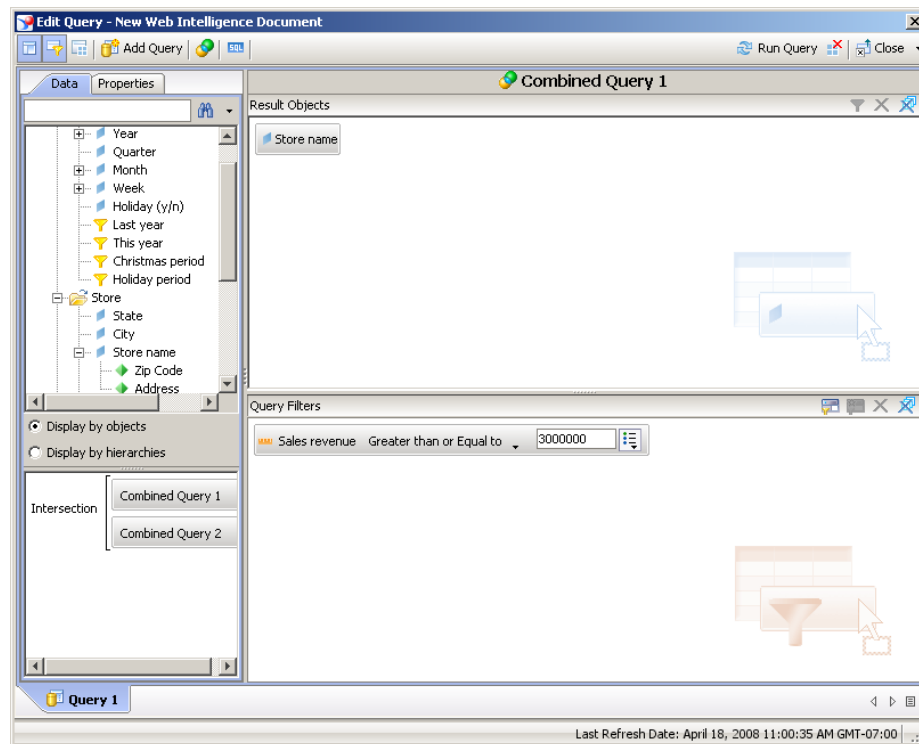 Edit Query - New Web Intelligence Document
Add Query
SQL
Run Query
Close
Data
Properties
Combined Query 1
Result Objects
Store name
Year
Quarter
Month
Week
Holiday (y/n)
Last year
This year
Christmas period
Holiday period
Store
State
City
Store name
Zip Code
Address
Display by objects
Display by hierarchies
Query Filters
Sales revenue Greater than or Equal to 3000000
Intersection
Combined Query 1
Combined Query 2
Query 1
Last Refresh Date: April 18, 2008 11:00:35 AM GMT-07:00